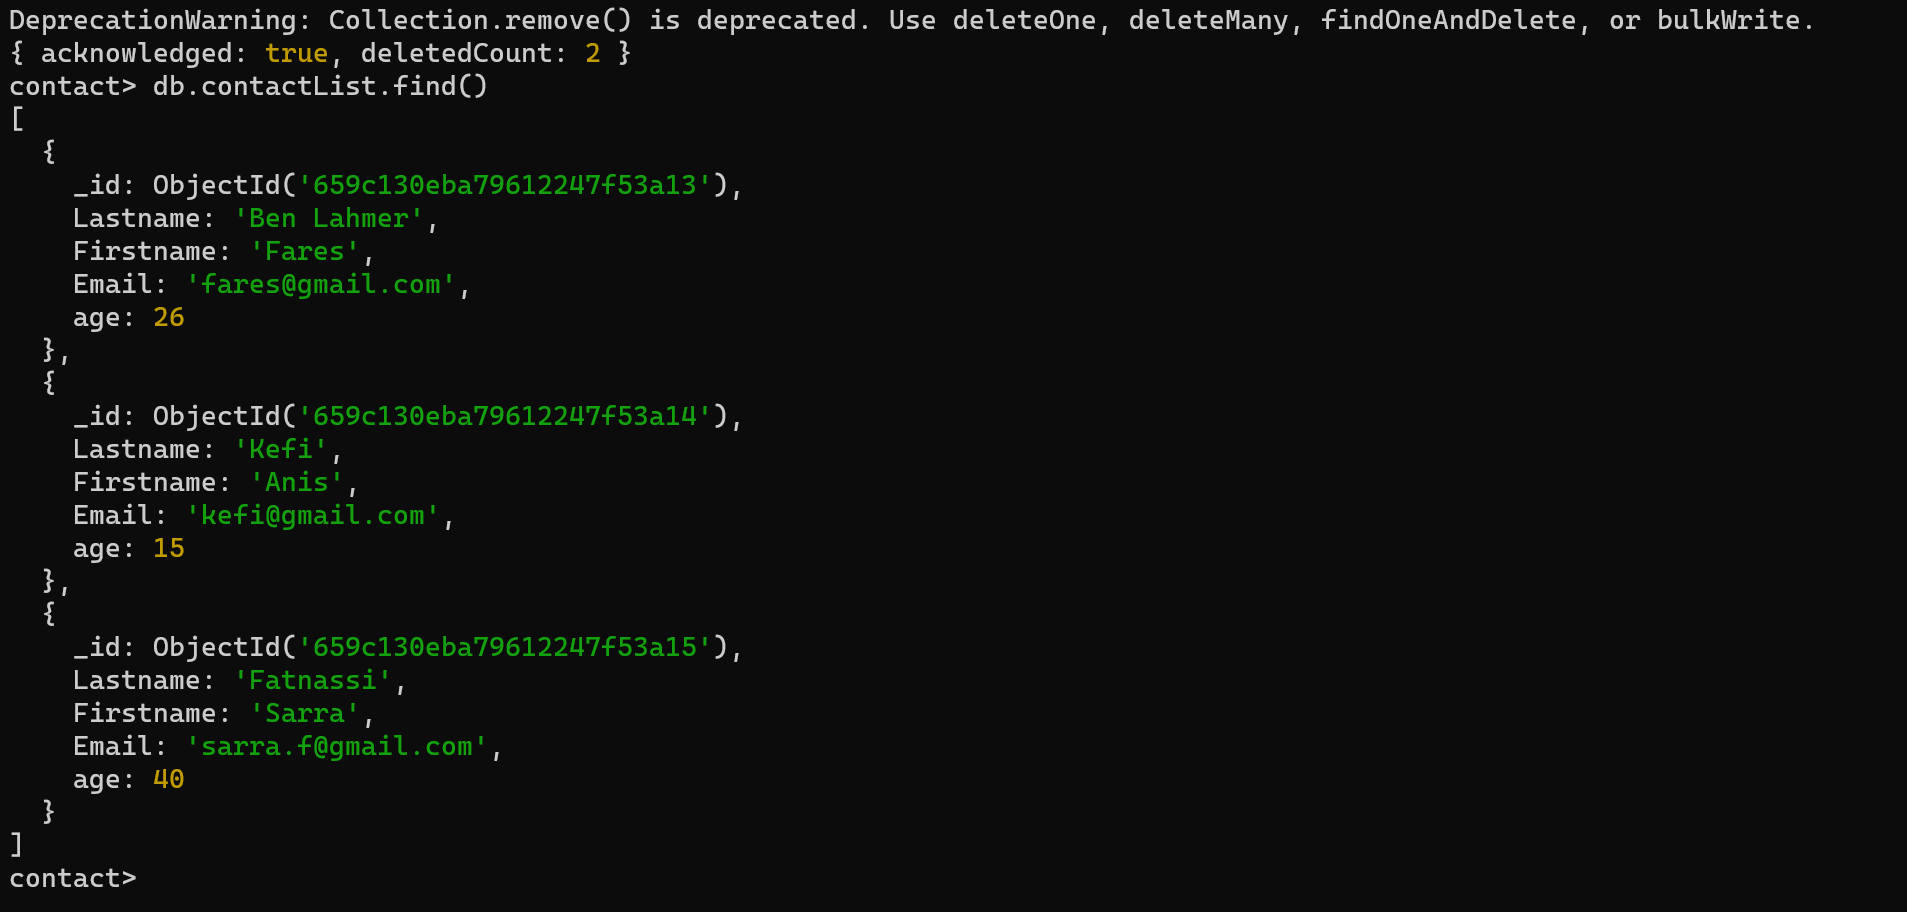 DeprecationWarning: Collection.remove() is deprecated. Use deleteOne, deleteMany, findOneAndDelete, or bulkWrite.
{ acknowledged: true, deletedCount: 2 }
contact> db.contactList.find()
[
  {
    _id: ObjectId('659c130eba79612247f53a13'),
    Lastname: 'Ben Lahmer',
    Firstname: 'Fares',
    Email: 'fares@gmail.com',
    age: 26
  },
  {
    _id: ObjectId('659c130eba79612247f53a14'),
    Lastname: 'Kefi',
    Firstname: 'Anis',
    Email: 'kefi@gmail.com',
    age: 15
  },
  {
    _id: ObjectId('659c130eba79612247f53a15'),
    Lastname: 'Fatnassi',
    Firstname: 'Sarra',
    Email: 'sarra.f@gmail.com',
    age: 40
  }
]
contact>